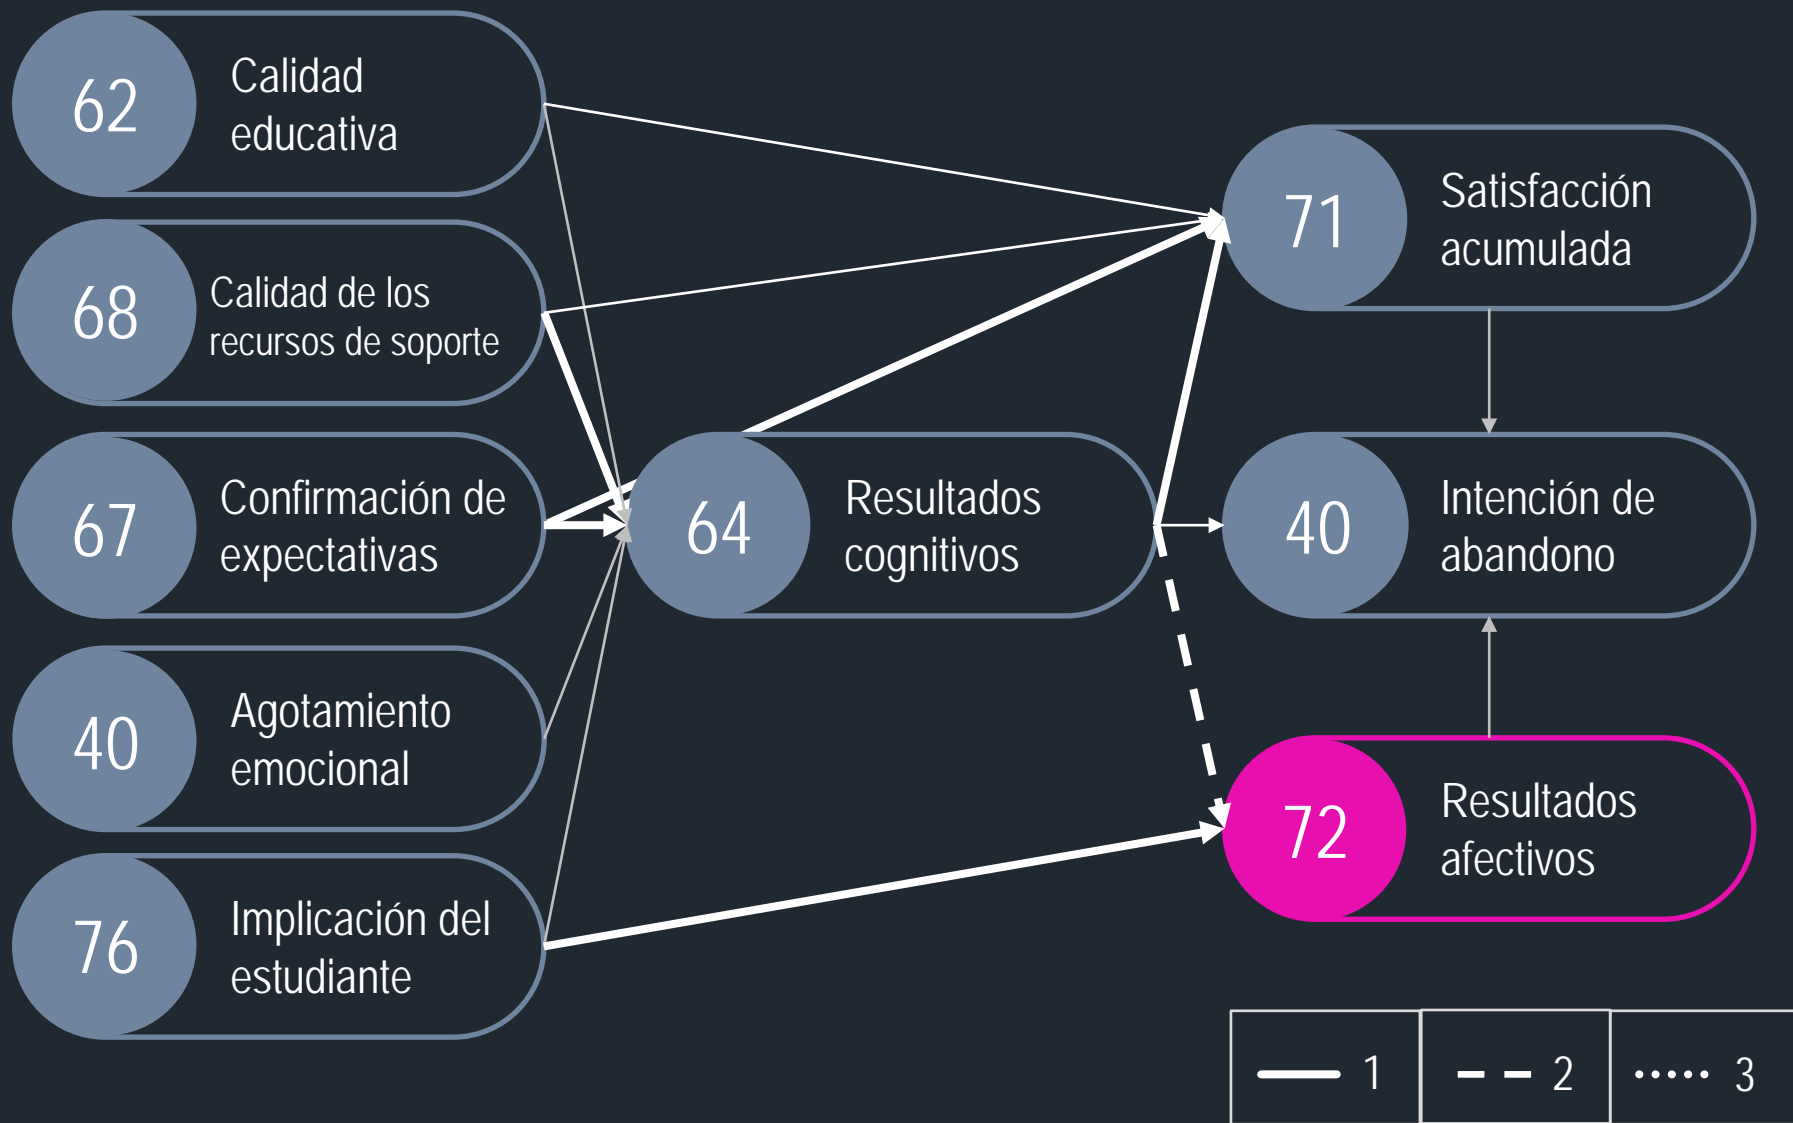 62
Calidad
educativa
68
Calidad de los
recursos de soporte
67
Confirmación de
expectativas
40
Agotamiento
emocional
76
Implicación del
estudiante
64
Resultados
cognitivos
71
Satisfacción
acumulada
40
Intención de
abandono
72
Resultados
afectivos
1
2
3